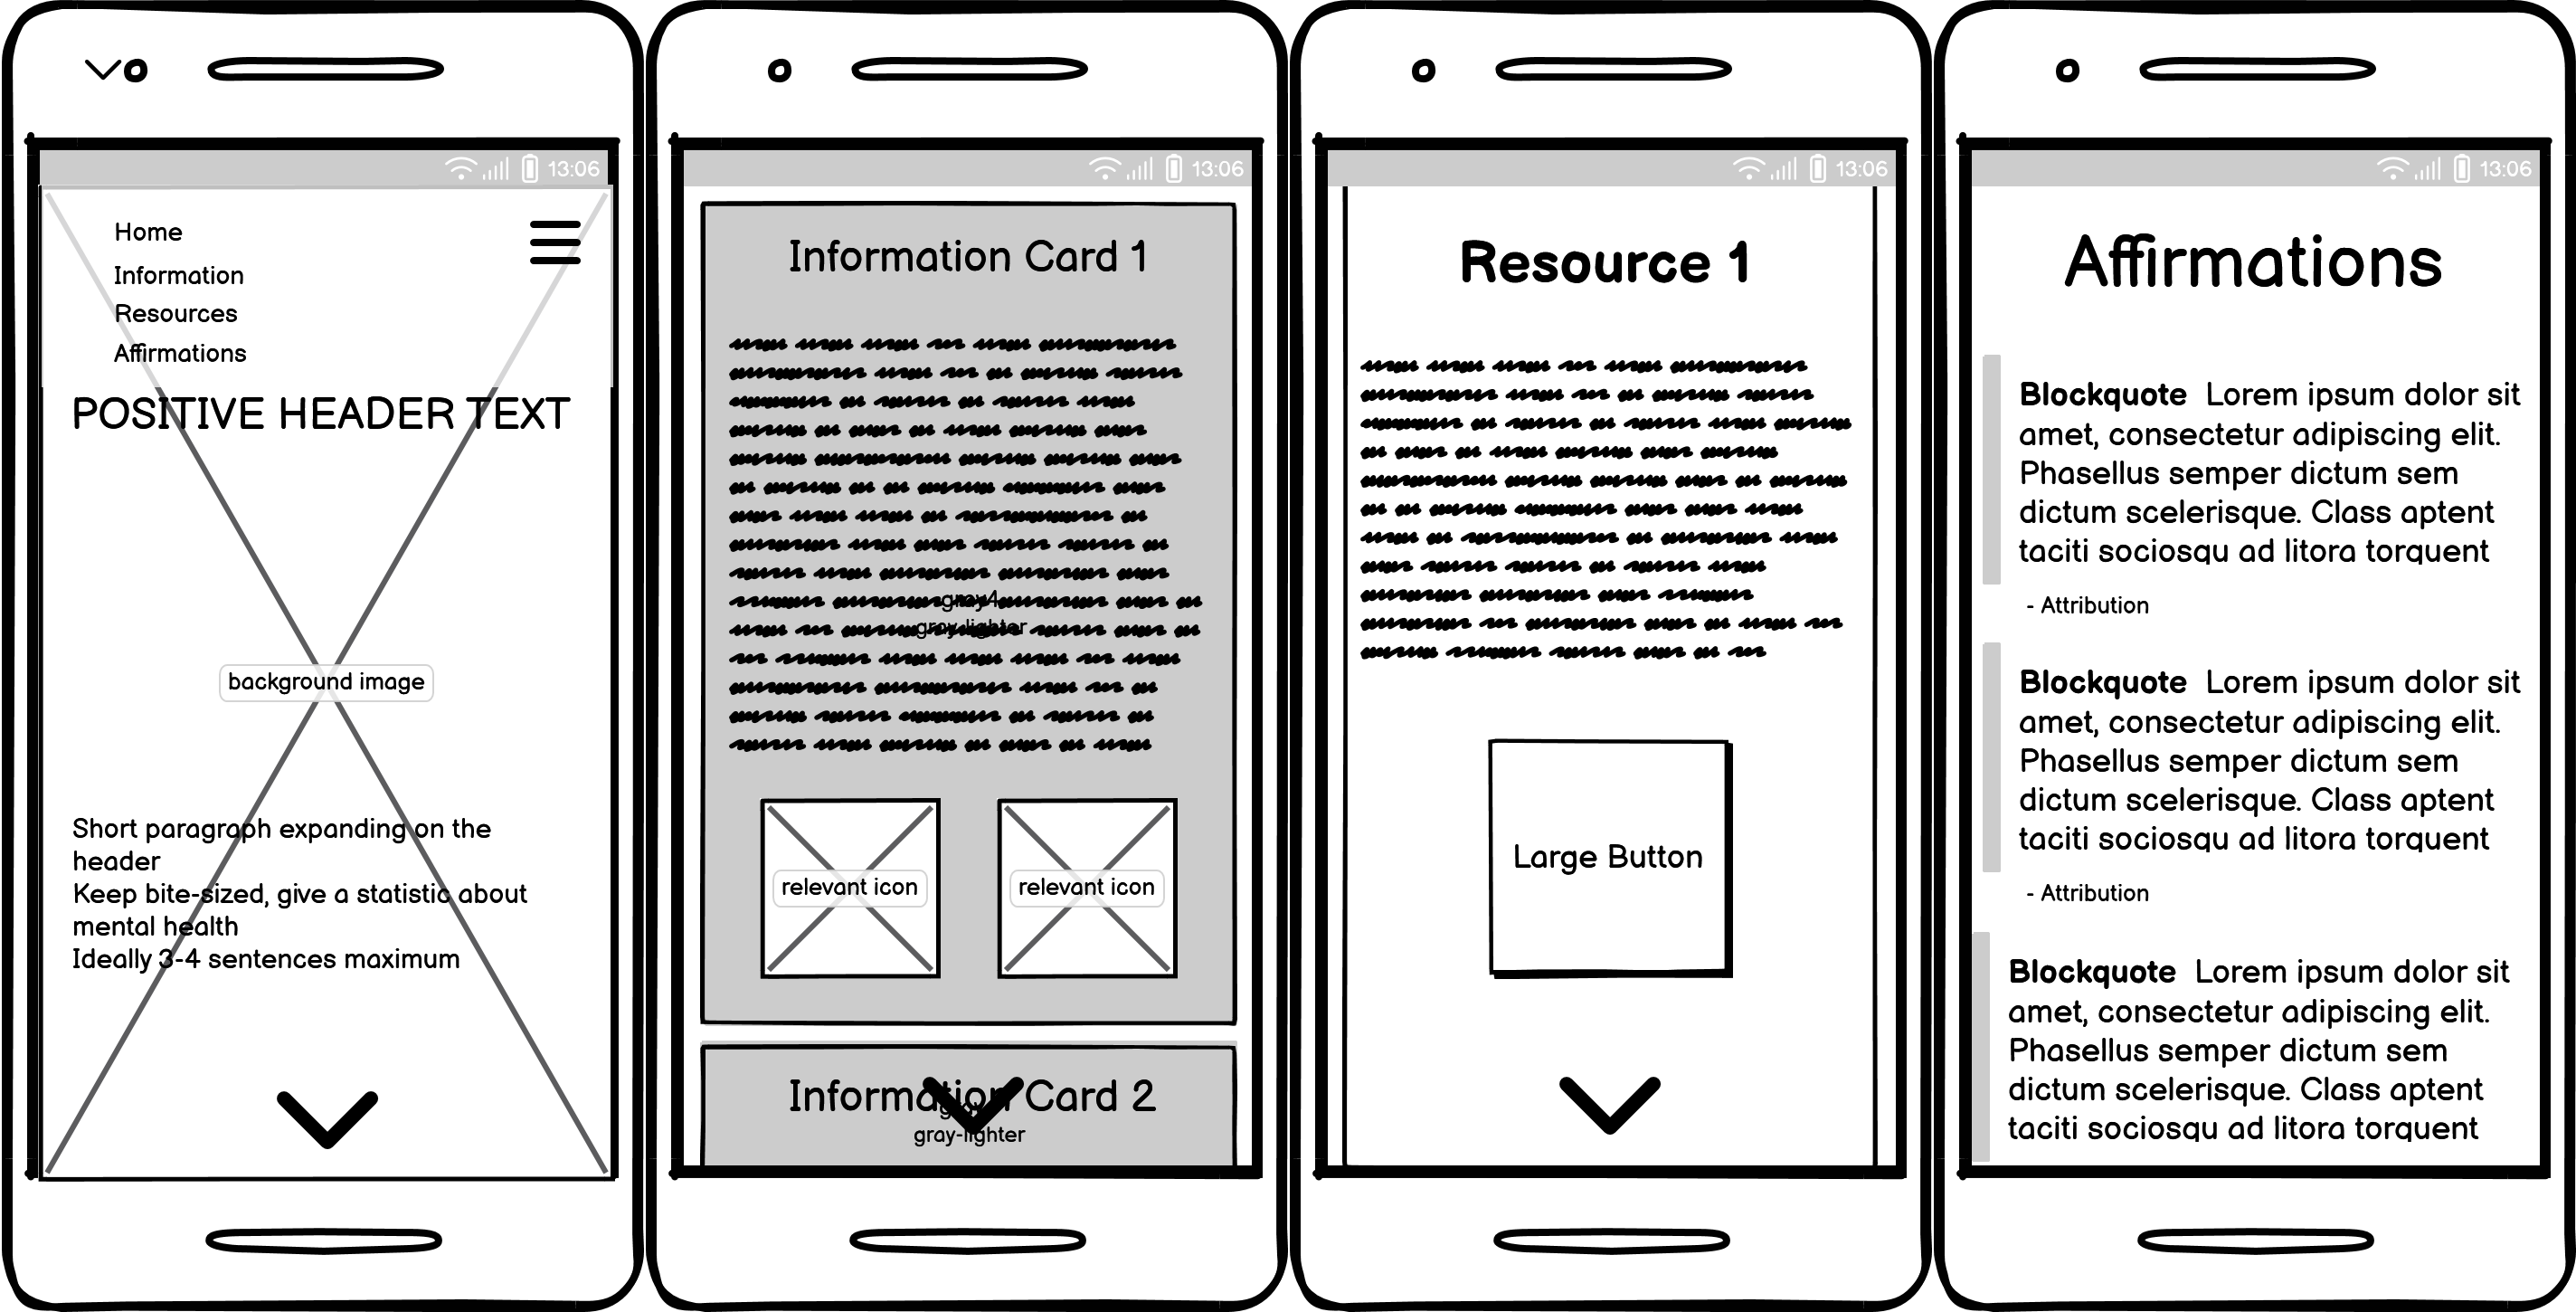 13:06
Home
Information
Resources
Affirmations
POSITIVE HEADER TEXT
background image
Short paragraph expanding on the
header
Keep bite-sized, give a statistic about
mental health
Ideally 3-4 sentences maximum
13:06
Information Card 1
gray4
gray-lighter
relevant icon
relevant icon
Information Card 2
gray-lighter
13:06
Resource 1
Large Button
13:06
Affirmations
Blockquote Lorem ipsum dolor sit
amet, consectetur adipiscing elit.
Phasellus semper dictum sem
dictum scelerisque. Class aptent
taciti sociosqu ad litora torquent
- Attribution
Blockquote Lorem ipsum dolor sit
amet, consectetur adipiscing elit.
Phasellus semper dictum sem
dictum scelerisque. Class aptent
taciti sociosqu ad litora torquent
- Attribution
Blockquote Lorem ipsum dolor sit
amet, consectetur adipiscing elit.
Phasellus semper dictum sem
dictum scelerisque. Class aptent
taciti sociosqu ad litora torquent